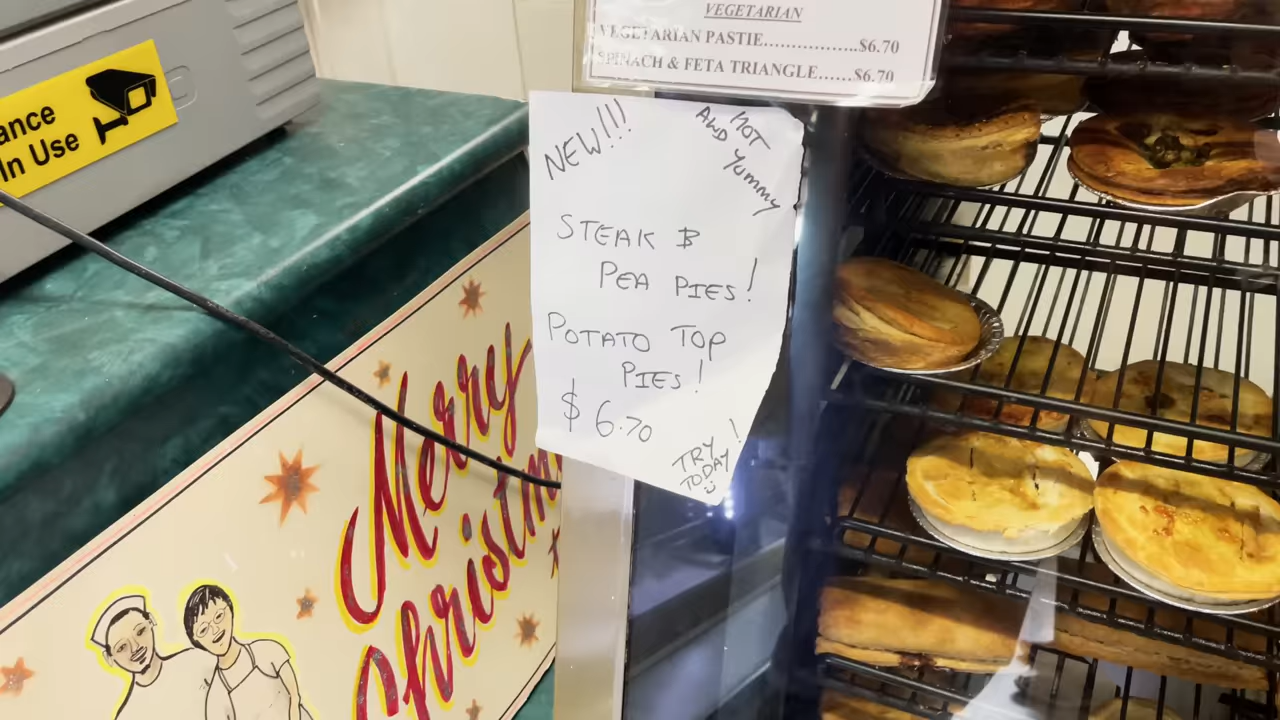 VEGETARIAN
VEGETARIAN PASTIE..................$6.70
SPINACH & FETA TRIANGLE......$6.70
NEW!!!
HOT
AND
YUMMY
STEAK &
PEA PIES!
POTATO TOP
PIES!
$6.70
TRY
TODAY!
ance
In Use
Merry
Christm